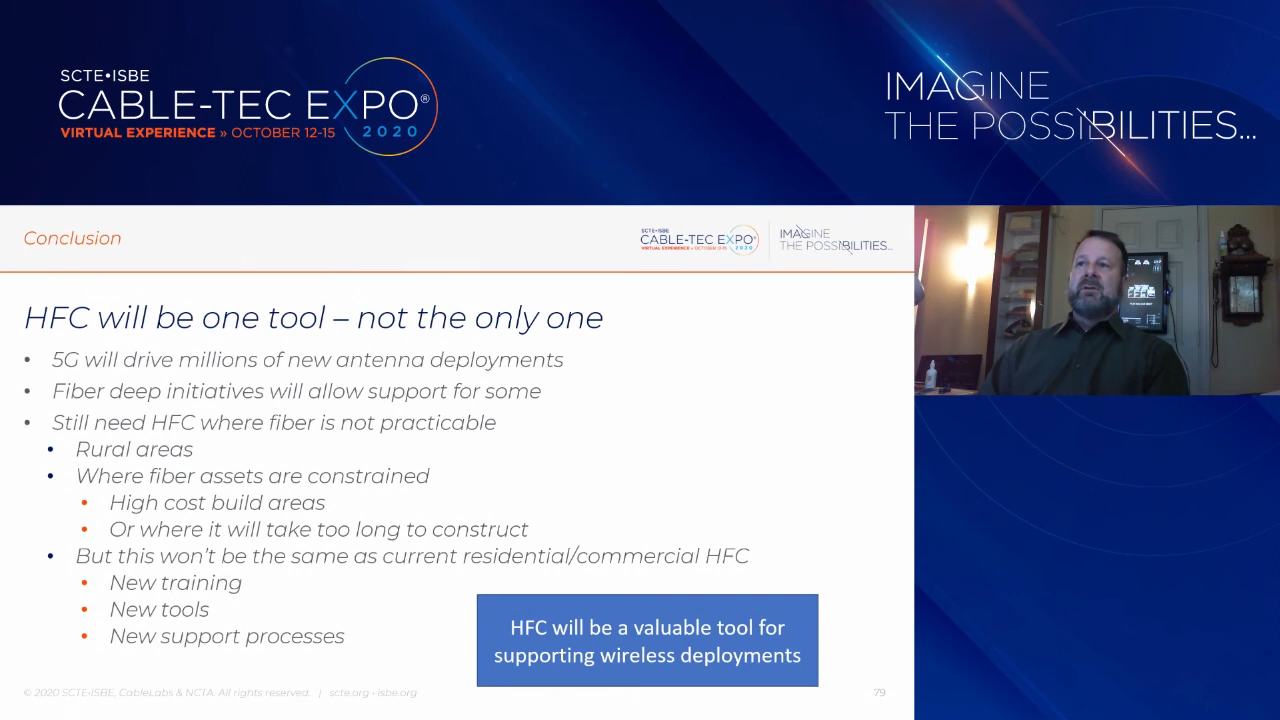 SCTE•ISBE
CABLE-TEC EXPO®
VIRTUAL EXPERIENCE » OCTOBER 12-15
2020
IMAGINE
THE POSSIBILITIES...
Conclusion
SCTE•ISBE
CABLE-TEC EXPO®
VIRTUAL EXPERIENCE » OCTOBER 12-15
2020
IMAGINE
THE POSSIBILITIES...
HFC will be one tool – not the only one
• 5G will drive millions of new antenna deployments
• Fiber deep initiatives will allow support for some
• Still need HFC where fiber is not practicable
• Rural areas
• Where fiber assets are constrained
• High cost build areas
• Or where it will take too long to construct
• But this won't be the same as current residential/commercial HFC
• New training
• New tools
• New support processes
HFC will be a valuable tool for
supporting wireless deployments
© 2020 SCTE•ISBE, CableLabs & NCTA. All rights reserved. | scte.org • isbe.org
79